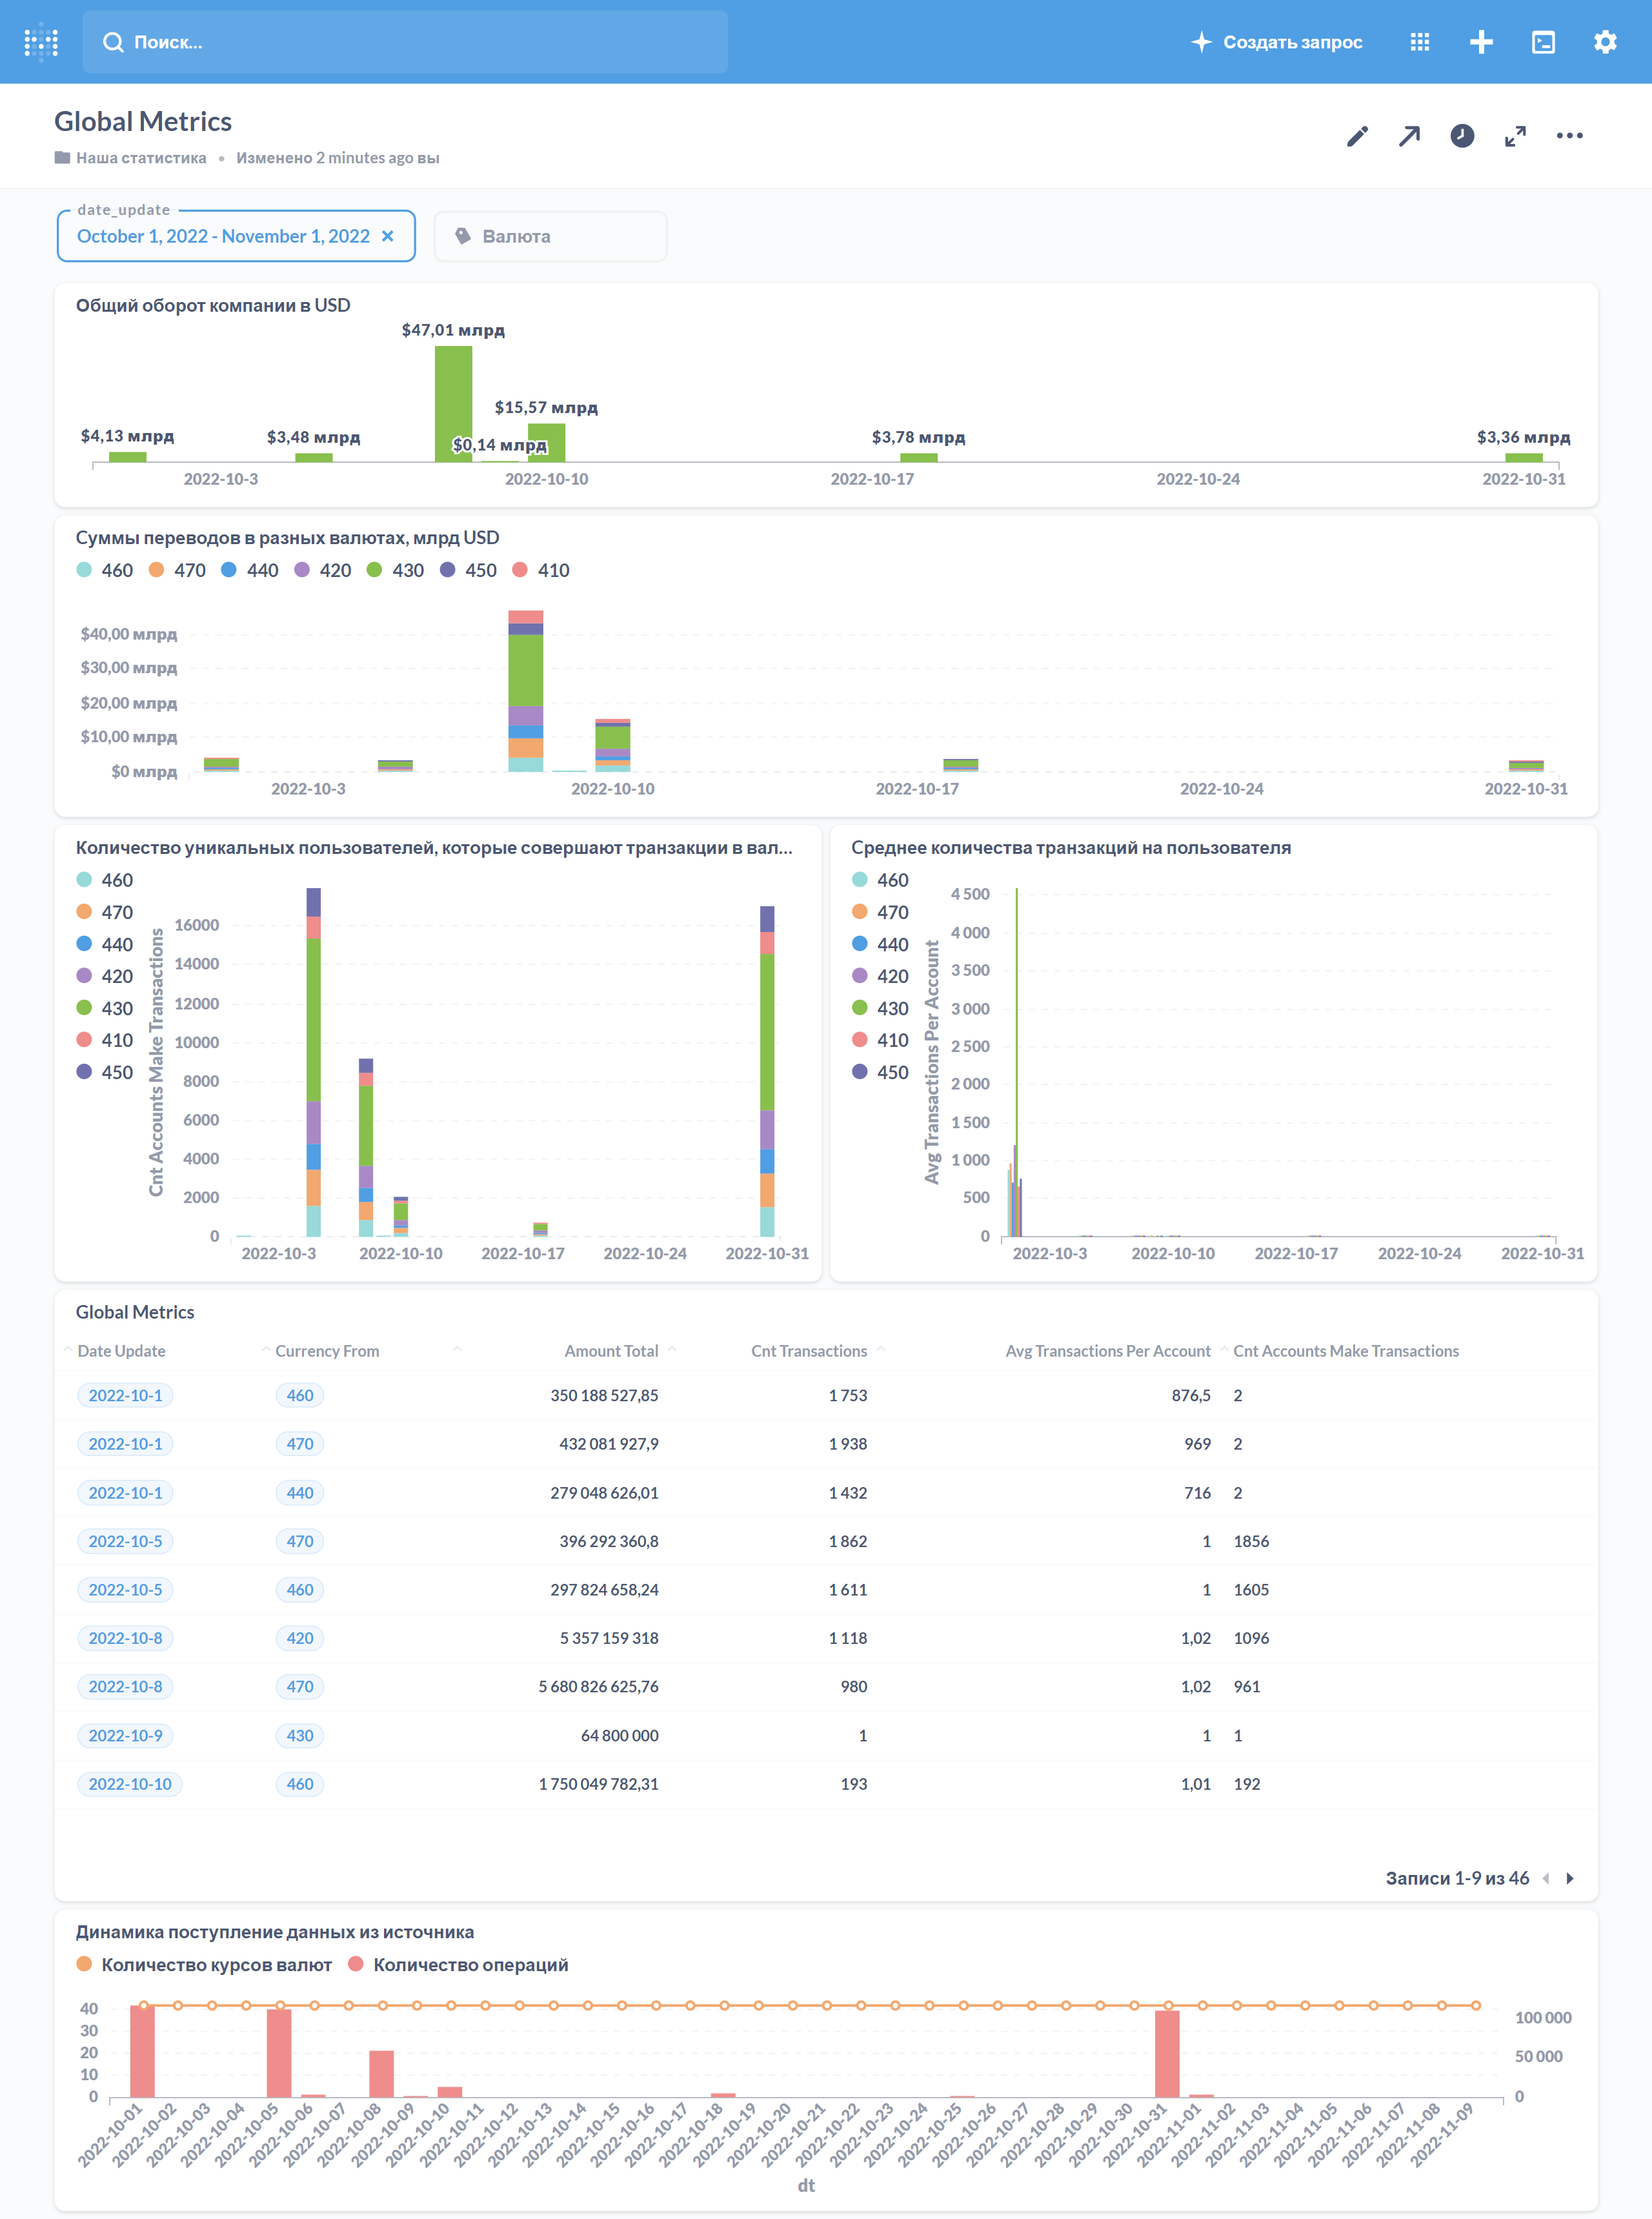 Поиск...
Создать запрос
Global Metrics
Наша статистика • Изменено 2 minutes ago вы
date_update
October 1, 2022 - November 1, 2022
Валюта
Общий оборот компании в USD
$47,01 млрд
$15,57 млрд
$4,13 млрд $3,48 млрд $0,14 млрд $3,78 млрд $3,36 млрд
2022-10-3 2022-10-10 2022-10-17 2022-10-24 2022-10-31
Суммы переводов в разных валютах, млрд USD
460 470 440 420 430 450 410
$40,00 млрд
$30,00 млрд
$20,00 млрд
$10,00 млрд
$0 млрд
2022-10-3 2022-10-10 2022-10-17 2022-10-24 2022-10-31
Количество уникальных пользователей, которые совершают транзакции в вал...
460
470
440
420
430
410
450
Cnt Accounts Make Transactions
16000
14000
12000
10000
8000
6000
4000
2000
0
2022-10-3 2022-10-10 2022-10-17 2022-10-24 2022-10-31
Среднее количества транзакций на пользователя
460
470
440
420
430
410
450
Avg Transactions Per Account
4 500
4 000
3 500
3 000
2 500
2 000
1 500
1 000
500
0
2022-10-3 2022-10-10 2022-10-17 2022-10-24 2022-10-31
Global Metrics
Date Update Currency From Amount Total Cnt Transactions Avg Transactions Per Account Cnt Accounts Make Transactions
2022-10-1 460 350 188 527,85 1 753 876,5 2
2022-10-1 470 432 081 927,9 1 938 969 2
2022-10-1 440 279 048 626,01 1 432 716 2
2022-10-5 470 396 292 360,8 1 862 1 1856
2022-10-5 460 297 824 658,24 1 611 1 1605
2022-10-8 420 5 357 159 318 1 118 1,02 1096
2022-10-8 470 5 680 826 625,76 980 1,02 961
2022-10-9 430 64 800 000 1 1 1
2022-10-10 460 1 750 049 782,31 193 1,01 192
Записи 1-9 из 46
Динамика поступление данных из источника
Количество курсов валют Количество операций
40
30
20
10
0
100 000
50 000
0
2022-10-01 2022-10-02 2022-10-03 2022-10-04 2022-10-05 2022-10-06 2022-10-07 2022-10-08 2022-10-09 2022-10-10 2022-10-11 2022-10-12 2022-10-13 2022-10-14 2022-10-15 2022-10-16 2022-10-17 2022-10-18 2022-10-19 2022-10-20 2022-10-21 2022-10-22 2022-10-23 2022-10-24 2022-10-25 2022-10-26 2022-10-27 2022-10-28 2022-10-29 2022-10-30 2022-10-31 2022-11-01 2022-11-02 2022-11-03 2022-11-04 2022-11-05 2022-11-06 2022-11-07 2022-11-08 2022-11-09
dt